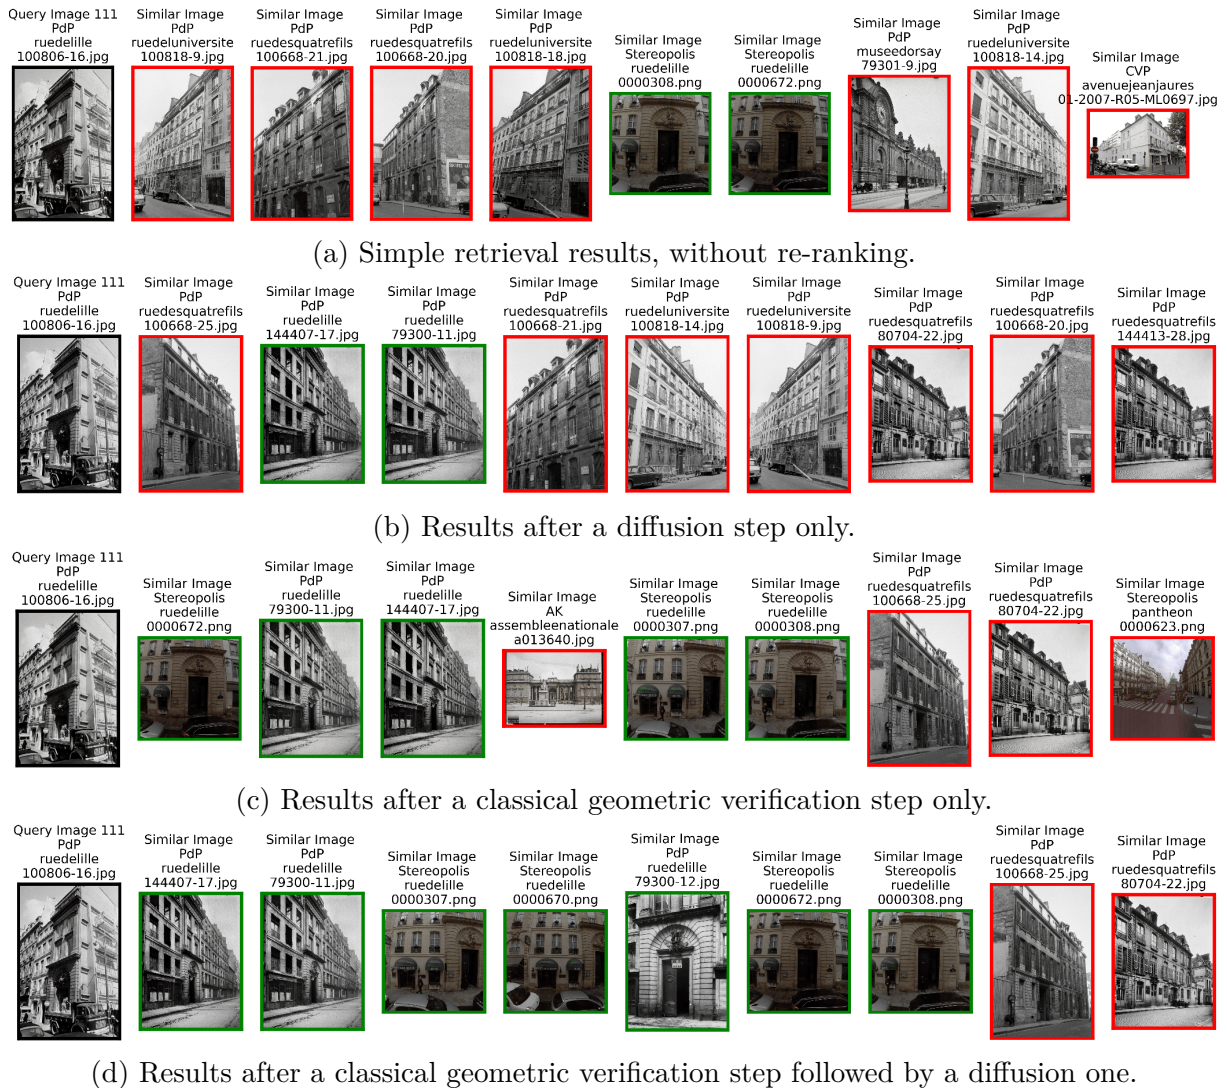 Query Image 111
PdP
ruedelille
100806-16.jpg
Similar Image
PdP
ruedeluniversite
100818-9.jpg
Similar Image
PdP
ruedesquatrefils
100668-21.jpg
Similar Image
PdP
ruedesquatrefils
100668-20.jpg
Similar Image
PdP
ruedeluniversite
100818-18.jpg
Similar Image
Stereopolis
ruedelille
0000308.png
Similar Image
Stereopolis
ruedelille
0000672.png
Similar Image
PdP
museedorsay
79301-9.jpg
Similar Image
PdP
ruedeluniversite
100818-14.jpg
Similar Image
CVP
avenuejeanjaures
01-2007-R05-ML0697.jpg
(a) Simple retrieval results, without re-ranking.
Query Image 111
PdP
ruedelille
100806-16.jpg
Similar Image
PdP
ruedesquatrefils
100668-25.jpg
Similar Image
PdP
ruedelille
144407-17.jpg
Similar Image
PdP
ruedelille
79300-11.jpg
Similar Image
PdP
ruedesquatrefils
100668-21.jpg
Similar Image
PdP
ruedeluniversite
100818-14.jpg
Similar Image
PdP
ruedeluniversite
100818-9.jpg
Similar Image
PdP
ruedesquatrefils
80704-22.jpg
Similar Image
PdP
ruedesquatrefils
100668-20.jpg
Similar Image
PdP
ruedesquatrefils
144413-28.jpg
(b) Results after a diffusion step only.
Query Image 111
PdP
ruedelille
100806-16.jpg
Similar Image
Stereopolis
ruedelille
0000672.png
Similar Image
PdP
ruedelille
79300-11.jpg
Similar Image
PdP
ruedelille
144407-17.jpg
Similar Image
AK
assembleenationale
a013640.jpg
Similar Image
Stereopolis
ruedelille
0000307.png
Similar Image
Stereopolis
ruedelille
0000308.png
Similar Image
PdP
ruedesquatrefils
100668-25.jpg
Similar Image
PdP
ruedesquatrefils
80704-22.jpg
Similar Image
Stereopolis
pantheon
0000623.png
(c) Results after a classical geometric verification step only.
Query Image 111
PdP
ruedelille
100806-16.jpg
Similar Image
PdP
ruedelille
144407-17.jpg
Similar Image
PdP
ruedelille
79300-11.jpg
Similar Image
Stereopolis
ruedelille
0000307.png
Similar Image
Stereopolis
ruedelille
0000670.png
Similar Image
PdP
ruedelille
79300-12.jpg
Similar Image
Stereopolis
ruedelille
0000672.png
Similar Image
Stereopolis
ruedelille
0000308.png
Similar Image
PdP
ruedesquatrefils
100668-25.jpg
Similar Image
PdP
ruedesquatrefils
80704-22.jpg
(d) Results after a classical geometric verification step followed by a diffusion one.